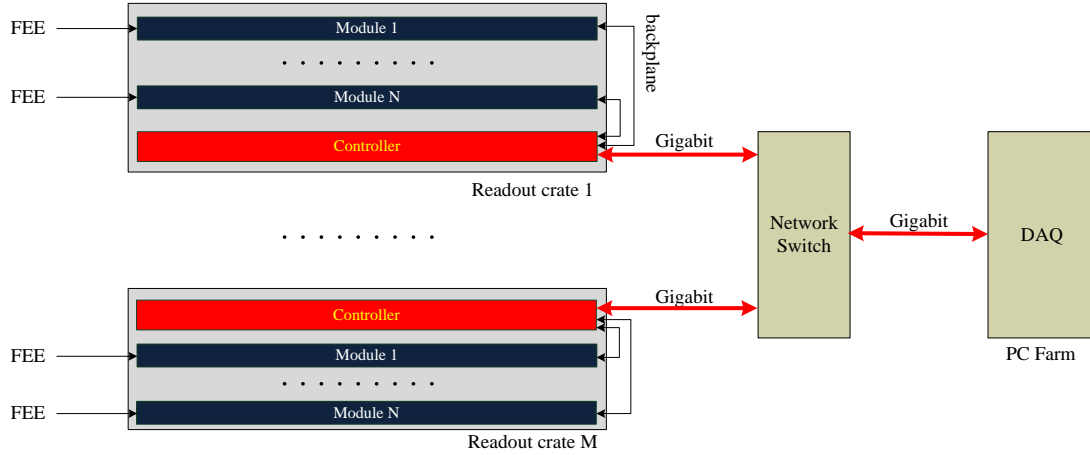 FEE
Module 1
. . . . . . . . .
FEE
Module N
backplane
Controller
Gigabit
Readout crate 1
. . . . . . . . .
Network
Switch
Gigabit
DAQ
Gigabit
Controller
PC Farm
FEE
Module 1
. . . . . . . . .
FEE
Module N
Readout crate M